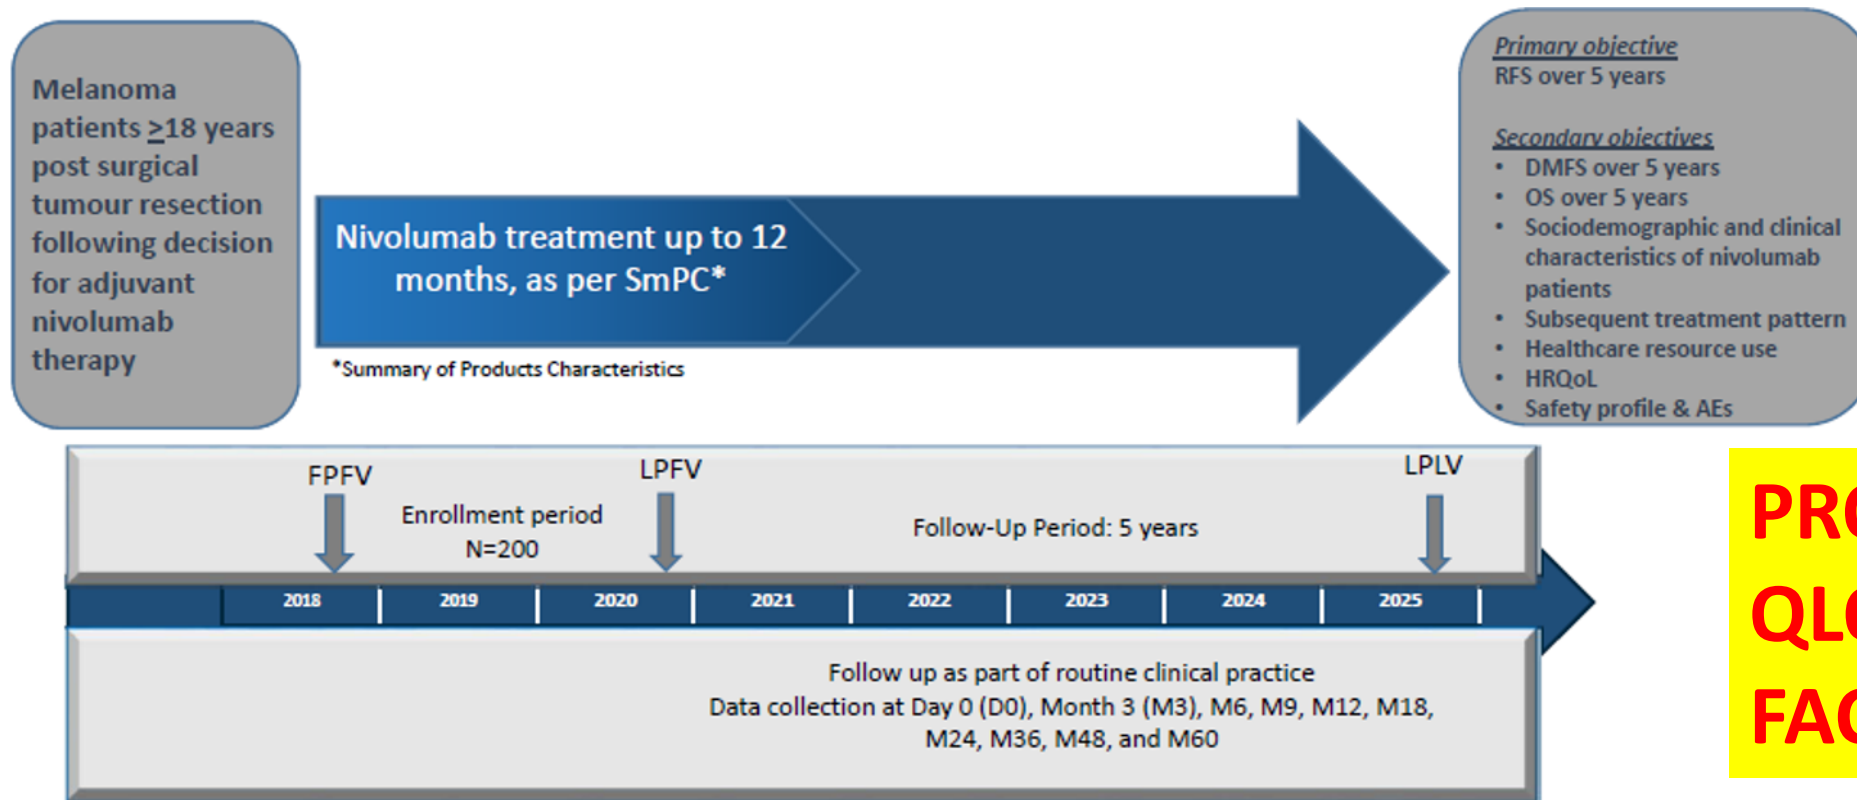 Melanoma
patients ≥18 years
post surgical
tumour resection
following decision
for adjuvant
nivolumab
therapy
Nivolumab treatment up to 12
months, as per SmPC*
*Summary of Products Characteristics
Primary objective
RFS over 5 years
Secondary objectives
• DMFS over 5 years
• OS over 5 years
• Sociodemographic and clinical
characteristics of nivolumab
patients
• Subsequent treatment pattern
• Healthcare resource use
• HRQoL
• Safety profile & AEs
FPFV
LPFV
LPLV
Enrollment period
N=200
Follow-Up Period: 5 years
2018 2019 2020 2021 2022 2023 2024 2025
Follow up as part of routine clinical practice
Data collection at Day 0 (D0), Month 3 (M3), M6, M9, M12, M18,
M24, M36, M48, and M60